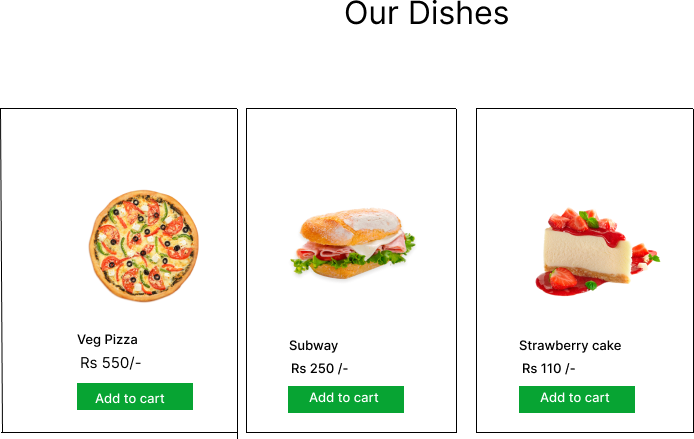 Our Dishes
Veg Pizza
Rs 550/-
Add to cart
Subway
Rs 250 /-
Add to cart
Strawberry cake
Rs 110 /-
Add to cart